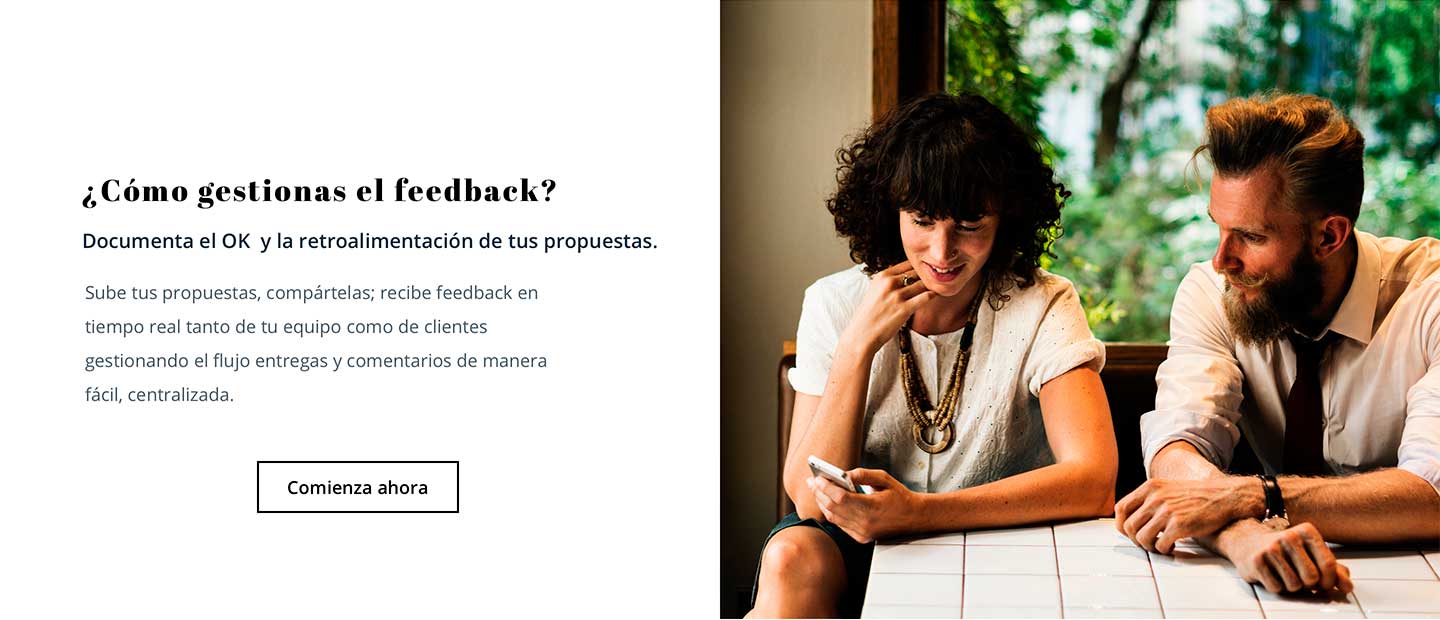 ¿Cómo gestionas el feedback?
Documenta el OK y la retroalimentación de tus propuestas.
Sube tus propuestas, compártelas; recibe feedback en
tiempo real tanto de tu equipo como de clientes
gestionando el flujo entregas y comentarios de manera
fácil, centralizada.
Comienza ahora